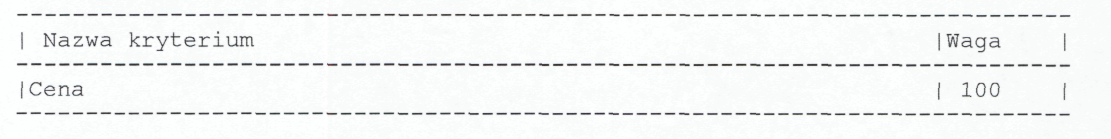 | Nazwa kryterium |Waga |
|Cena | 100 |